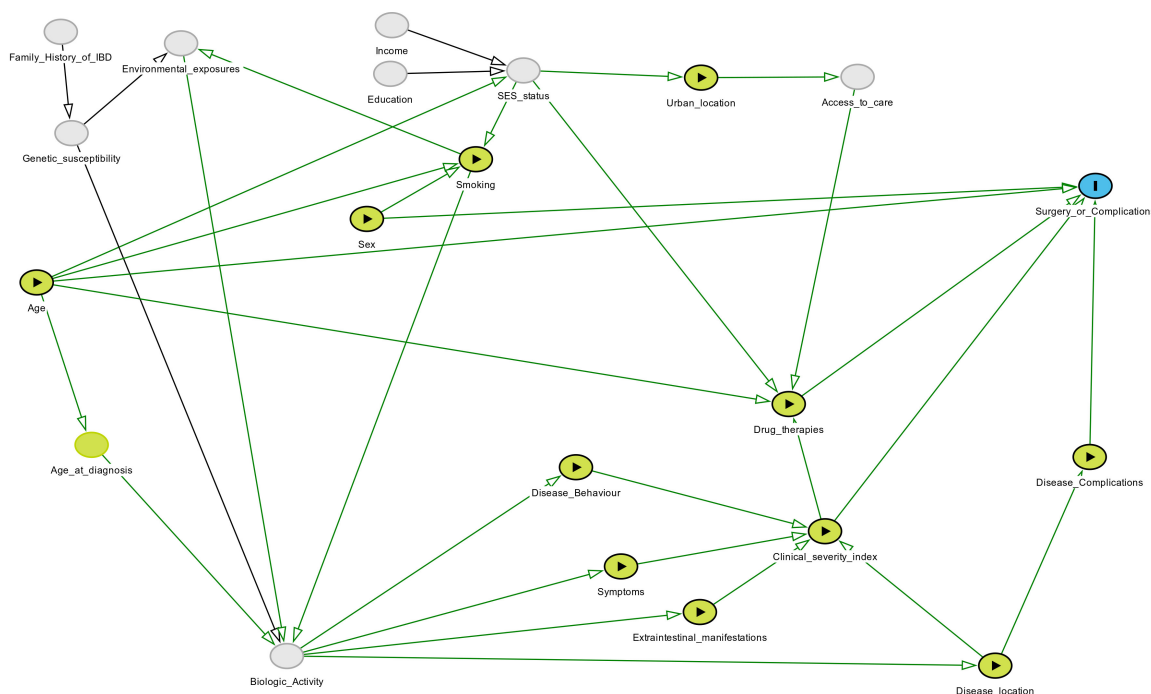 Income
Family_History_of_IBD
Environmental_exposures
Education
SES_status
Urban_location
Access_to_care
Genetic_susceptibility
Smoking
Surgery_or_Complication
Sex
Age
Drug_therapies
Age_at_diagnosis
Disease_Behaviour
Disease_Complications
Clinical_severity_index
Symptoms
Extraintestinal_manifestations
Biologic_Activity
Disease_location